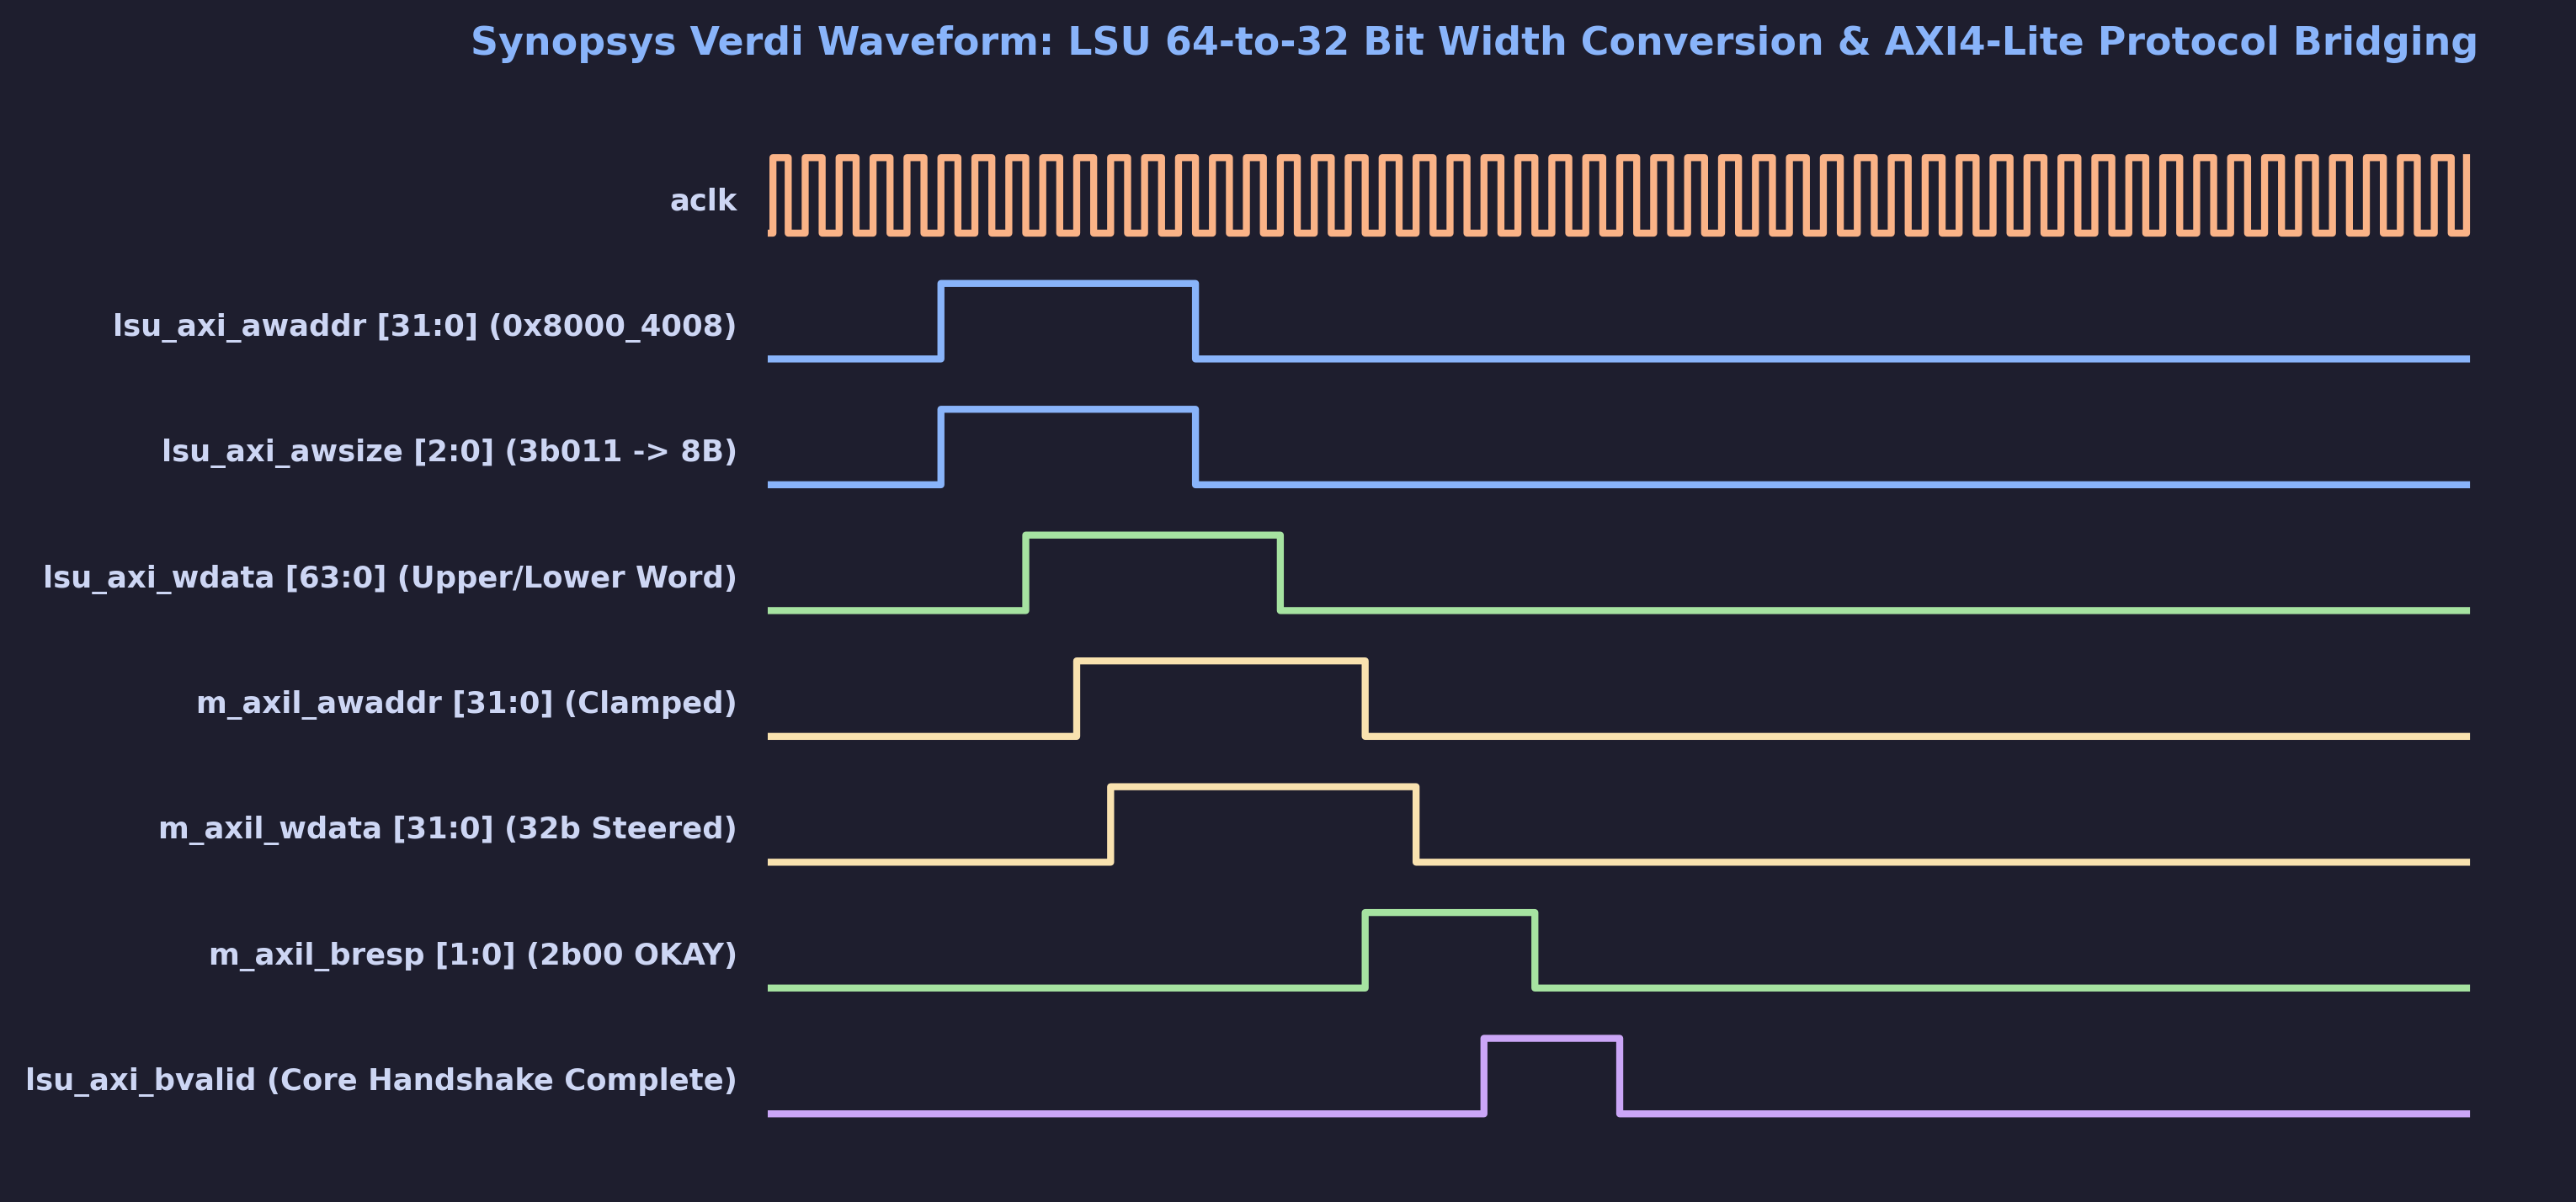 Synopsys Verdi Waveform: LSU 64-to-32 Bit Width Conversion & AXI4-Lite Protocol Bridging
aclk
lsu_axi_awaddr [31:0] (0x8000_4008)
lsu_axi_awsize [2:0] (3b011 -> 8B)
lsu_axi_wdata [63:0] (Upper/Lower Word)
m_axil_awaddr [31:0] (Clamped)
m_axil_wdata [31:0] (32b Steered)
m_axil_bresp [1:0] (2b00 OKAY)
lsu_axi_bvalid (Core Handshake Complete)